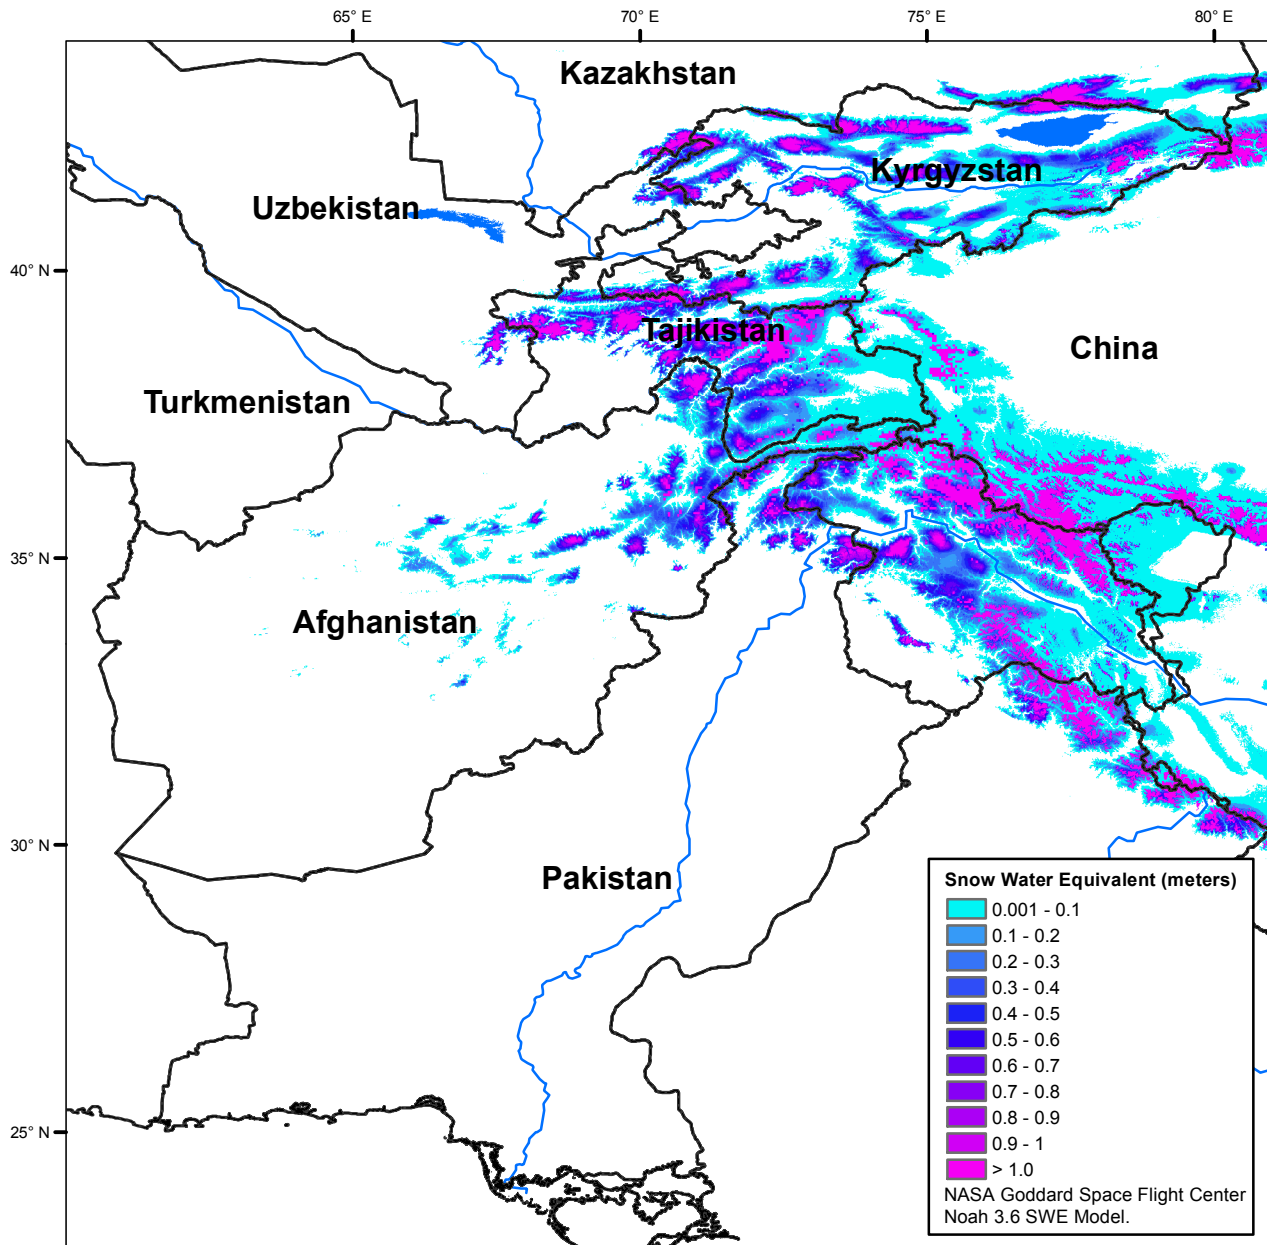 65° E
70° E
75° E
80° E
Kazakhstan
Kyrgyzstan
Uzbekistan
40° N
Tajikistan
China
Turkmenistan
35° N
Afghanistan
30° N
Pakistan
25° N
Snow Water Equivalent (meters)
0.001 - 0.1
0.1 - 0.2
0.2 - 0.3
0.3 - 0.4
0.4 - 0.5
0.5 - 0.6
0.6 - 0.7
0.7 - 0.8
0.8 - 0.9
0.9 - 1
> 1.0
NASA Goddard Space Flight Center
Noah 3.6 SWE Model.